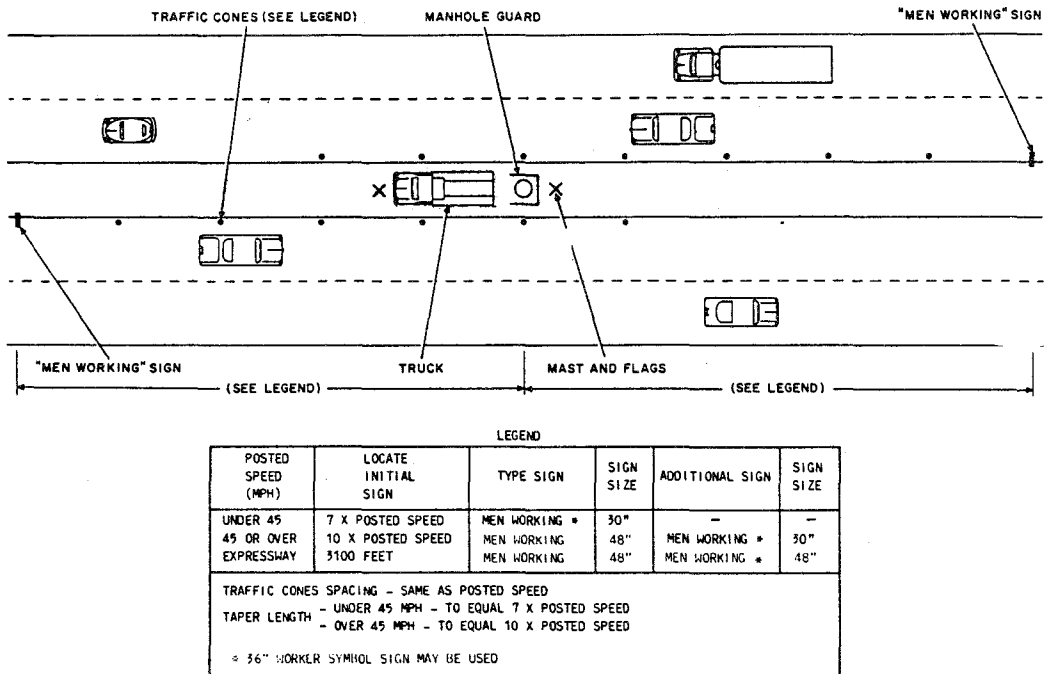 TRAFFIC CONES (SEE LEGEND)
MANHOLE GUARD
"MEN WORKING" SIGN
"MEN WORKING" SIGN
TRUCK
MAST AND FLAGS
(SEE LEGEND)
(SEE LEGEND)
LEGEND
POSTED SPEED (MPH) LOCATE INITIAL SIGN TYPE SIGN SIGN SIZE ADDITIONAL SIGN SIGN SIZE
UNDER 45 7 X POSTED SPEED MEN WORKING * 30" – –
45 OR OVER 10 X POSTED SPEED MEN WORKING 48" MEN WORKING * 30"
EXPRESSWAY 3100 FEET MEN WORKING 48" MEN WORKING * 48"
TRAFFIC CONES SPACING – SAME AS POSTED SPEED
TAPER LENGTH – UNDER 45 MPH – TO EQUAL 7 X POSTED SPEED
– OVER 45 MPH – TO EQUAL 10 X POSTED SPEED
* 36" WORKER SYMBOL SIGN MAY BE USED